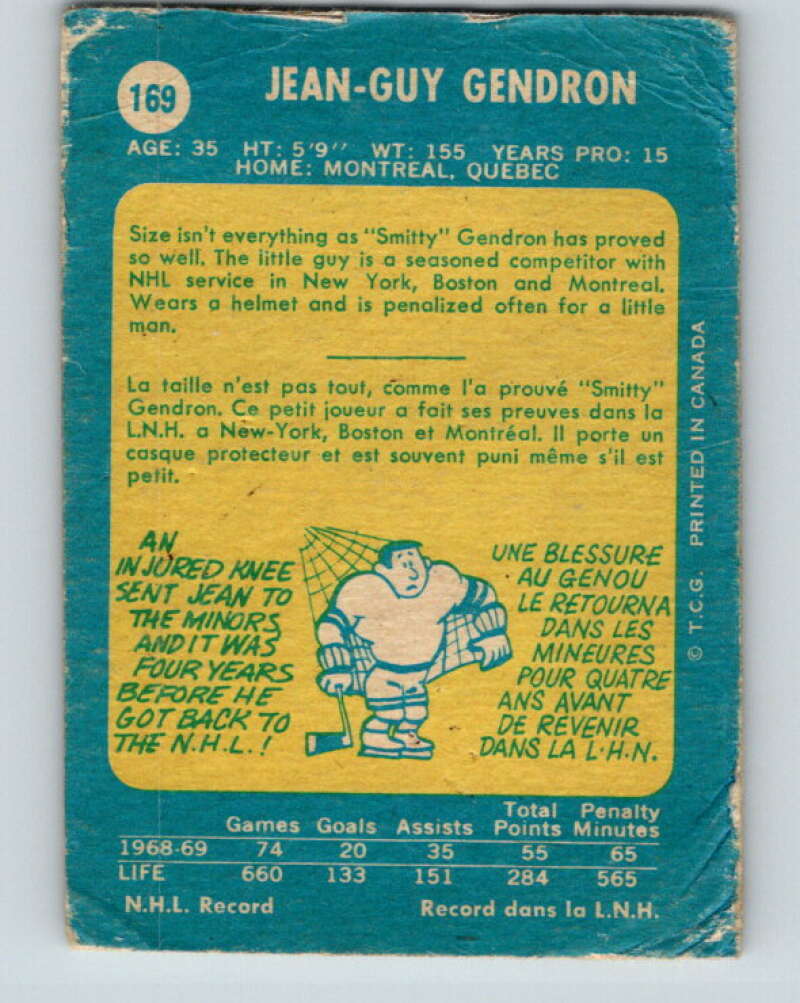 169
JEAN-GUY GENDRON
AGE: 35 HT: 5'9'' WT: 155 YEARS PRO: 15
HOME: MONTREAL, QUEBEC
Size isn't everything as "Smitty" Gendron has proved
so well. The little guy is a seasoned competitor with
NHL service in New York, Boston and Montreal.
Wears a helmet and is penalized often for a little
man.
La taille n'est pas tout, comme l'a prouvé "Smitty"
Gendron. Ce petit joueur a fait ses preuves dans la
L.N.H. a New-York, Boston et Montréal. Il porte un
casque protecteur et est souvent puni même s'il est
petit.
AN
INJURED KNEE
SENT JEAN TO
THE MINORS
AND IT WAS
FOUR YEARS
BEFORE HE
GOT BACK TO
THE N.H.L.!
UNE BLESSURE
AU GENOU
LE RETOURNA
DANS LES
MINEURES
POUR QUATRE
ANS AVANT
DE REVENIR
DANS LA L.H.N.
© T.C.G. PRINTED IN CANADA
Games Goals Assists Total Points Penalty Minutes
1968-69 74 20 35 55 65
LIFE 660 133 151 284 565
N.H.L. Record Record dans la L.N.H.